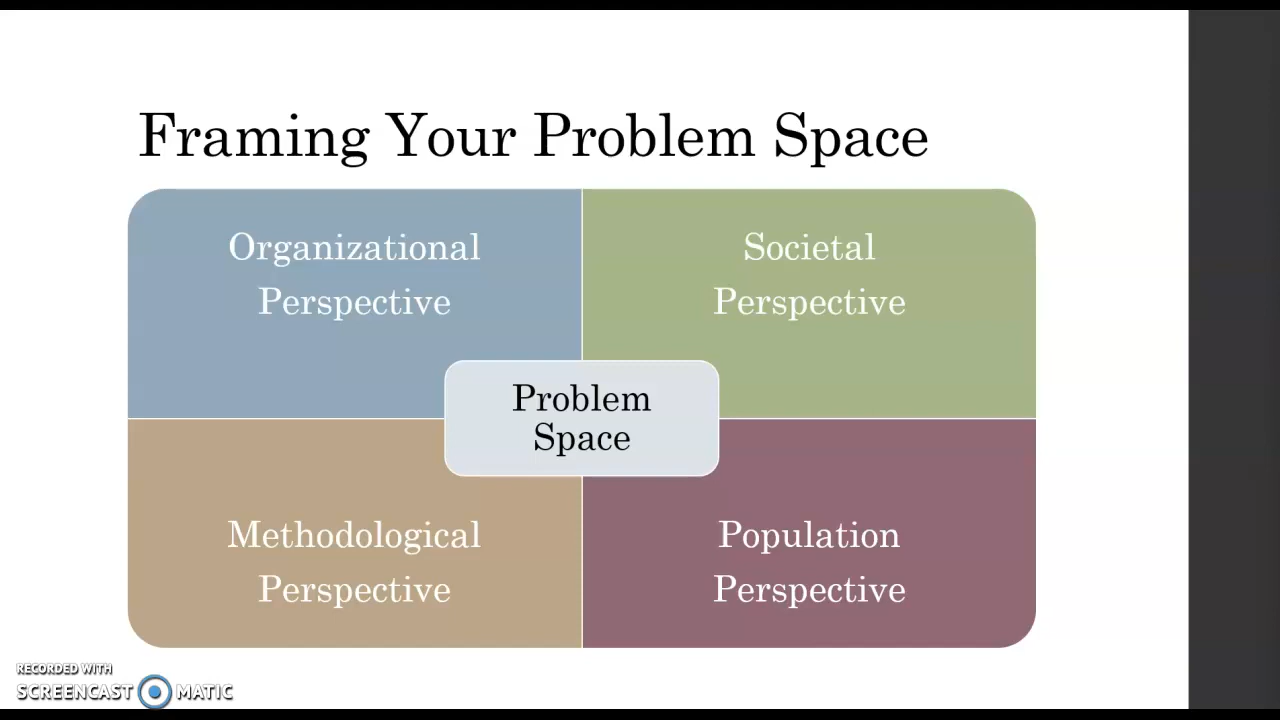 Framing Your Problem Space
Organizational
Perspective
Societal
Perspective
Problem
Space
Methodological
Perspective
Population
Perspective
RECORDED WITH
SCREENCAST MATIC